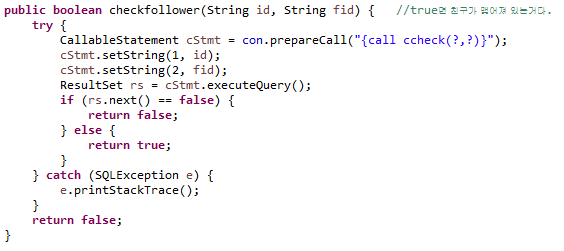 public boolean checkfollower(String id, String fid) {   //true면 친구가 맺어져 있는거다.
    try {
        CallableStatement cStmt = con.prepareCall("{call ccheck(?,?)}");
        cStmt.setString(1, id);
        cStmt.setString(2, fid);
        ResultSet rs = cStmt.executeQuery();
        if (rs.next() == false) {
            return false;
        } else {
            return true;
        }
    } catch (SQLException e) {
        e.printStackTrace();
    }
    return false;
}